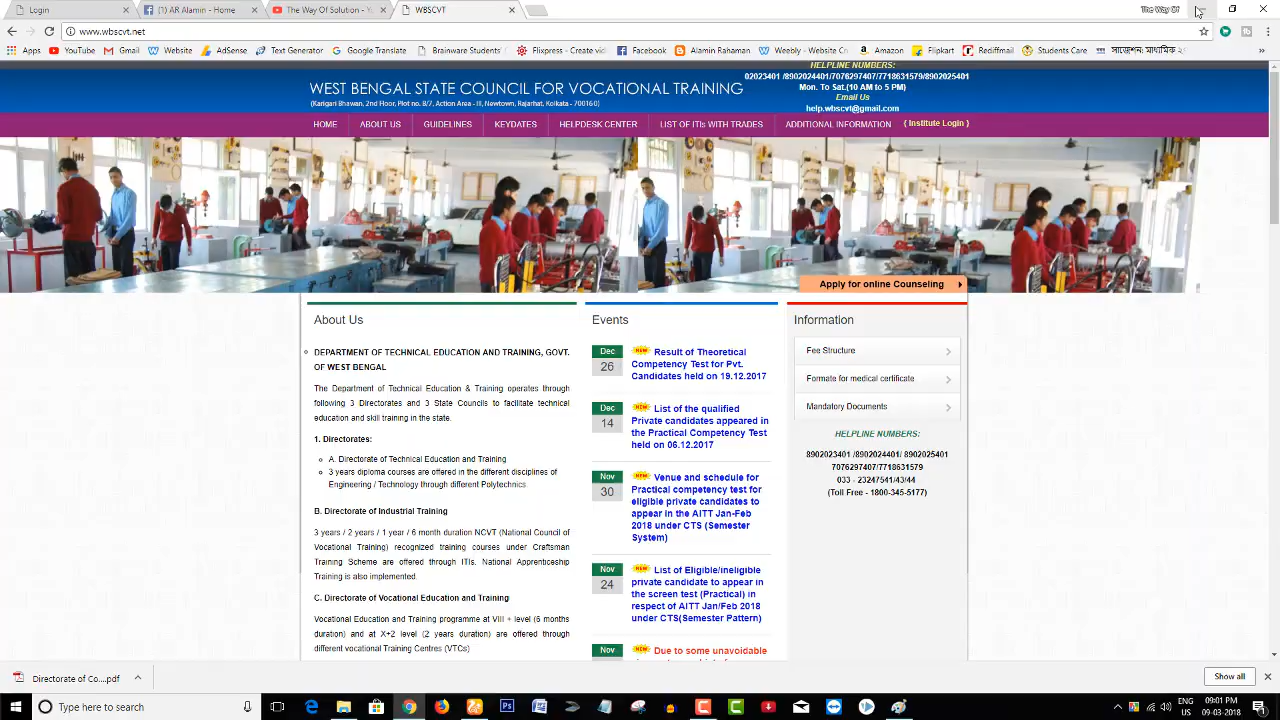 Login
(1) AR Alamin - Home
The Way Of Solution - Yo
WBSCVT
The Way Of
www.wbscvt.net
Apps
YouTube
Gmail
Website
AdSense
Text Generator
Google Translate
Brainware Students
Flixpress - Create vid
Facebook
Alamin Rahaman
Weebly - Website Cr
Amazon
Flipkart
Rediffmail
Students Care
HELPLINE NUMBERS:
02023401 /8902024401/7076297407/7718631579/8902025401
Mon. To Sat.(10 AM to 5 PM)
Email Us
help.wbscvt@gmail.com
WEST BENGAL STATE COUNCIL FOR VOCATIONAL TRAINING
(Karigari Bhawan, 2nd Floor, Plot no. B/7, Action Area - III, Newtown, Rajarhat, Kolkata - 700160)
HOME ABOUT US GUIDELINES KEYDATES HELPDESK CENTER LIST OF ITIs WITH TRADES ADDITIONAL INFORMATION ( Institute Login )
Apply for online Counseling
About Us
DEPARTMENT OF TECHNICAL EDUCATION AND TRAINING, GOVT.
OF WEST BENGAL
The Department of Technical Education & Training operates through
following 3 Directorates and 3 State Councils to facilitate technical
education and skill training in the state.
1. Directorates:
A. Directorate of Technical Education and Training
3 years diploma courses are offered in the different disciplines of
Engineering / Technology through different Polytechnics.
B. Directorate of Industrial Training
3 years / 2 years / 1 year / 6 month duration NCVT (National Council of
Vocational Training) recognized training courses under Craftsman
Training Scheme are offered through ITIs. National Apprenticeship
Training is also implemented.
C. Directorate of Vocational Education and Training
Vocational Education and Training programme at VIII + level (6 months
duration) and at X+2 level (2 years duration) are offered through
different vocational Training Centres (VTCs)
Events
Dec
26
NEW Result of Theoretical
Competency Test for Pvt.
Candidates held on 19.12.2017
Dec
14
NEW List of the qualified
Private candidates appeared in
the Practical Competency Test
held on 06.12.2017
Nov
30
NEW Venue and schedule for
Practical competency test for
eligible private candidates to
appear in the AITT Jan-Feb
2018 under CTS (Semester
System)
Nov
24
NEW List of Eligible/ineligible
private candidate to appear in
the screen test (Practical) in
respect of AITT Jan/Feb 2018
under CTS(Semester Pattern)
Nov
NEW Due to some unavoidable
Information
Fee Structure
Formate for medical certificate
Mandatory Documents
HELPLINE NUMBERS:
8902023401 /8902024401/ 8902025401
7076297407/7718631579
033 - 23247541/43/44
(Toll Free - 1800-345-5177)
Directorate of Co....pdf
Show all
Type here to search
ENG
IN
09:01 PM
09-03-2018